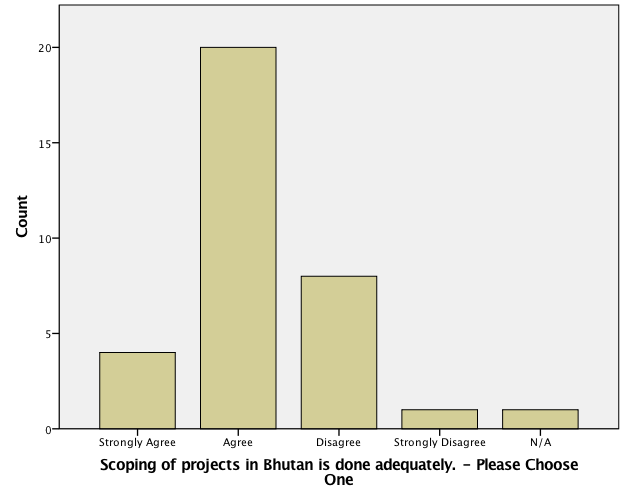 20
15
10
5
0
Count
Strongly Agree
Agree
Disagree
Strongly Disagree
N/A
Scoping of projects in Bhutan is done adequately. - Please Choose
One